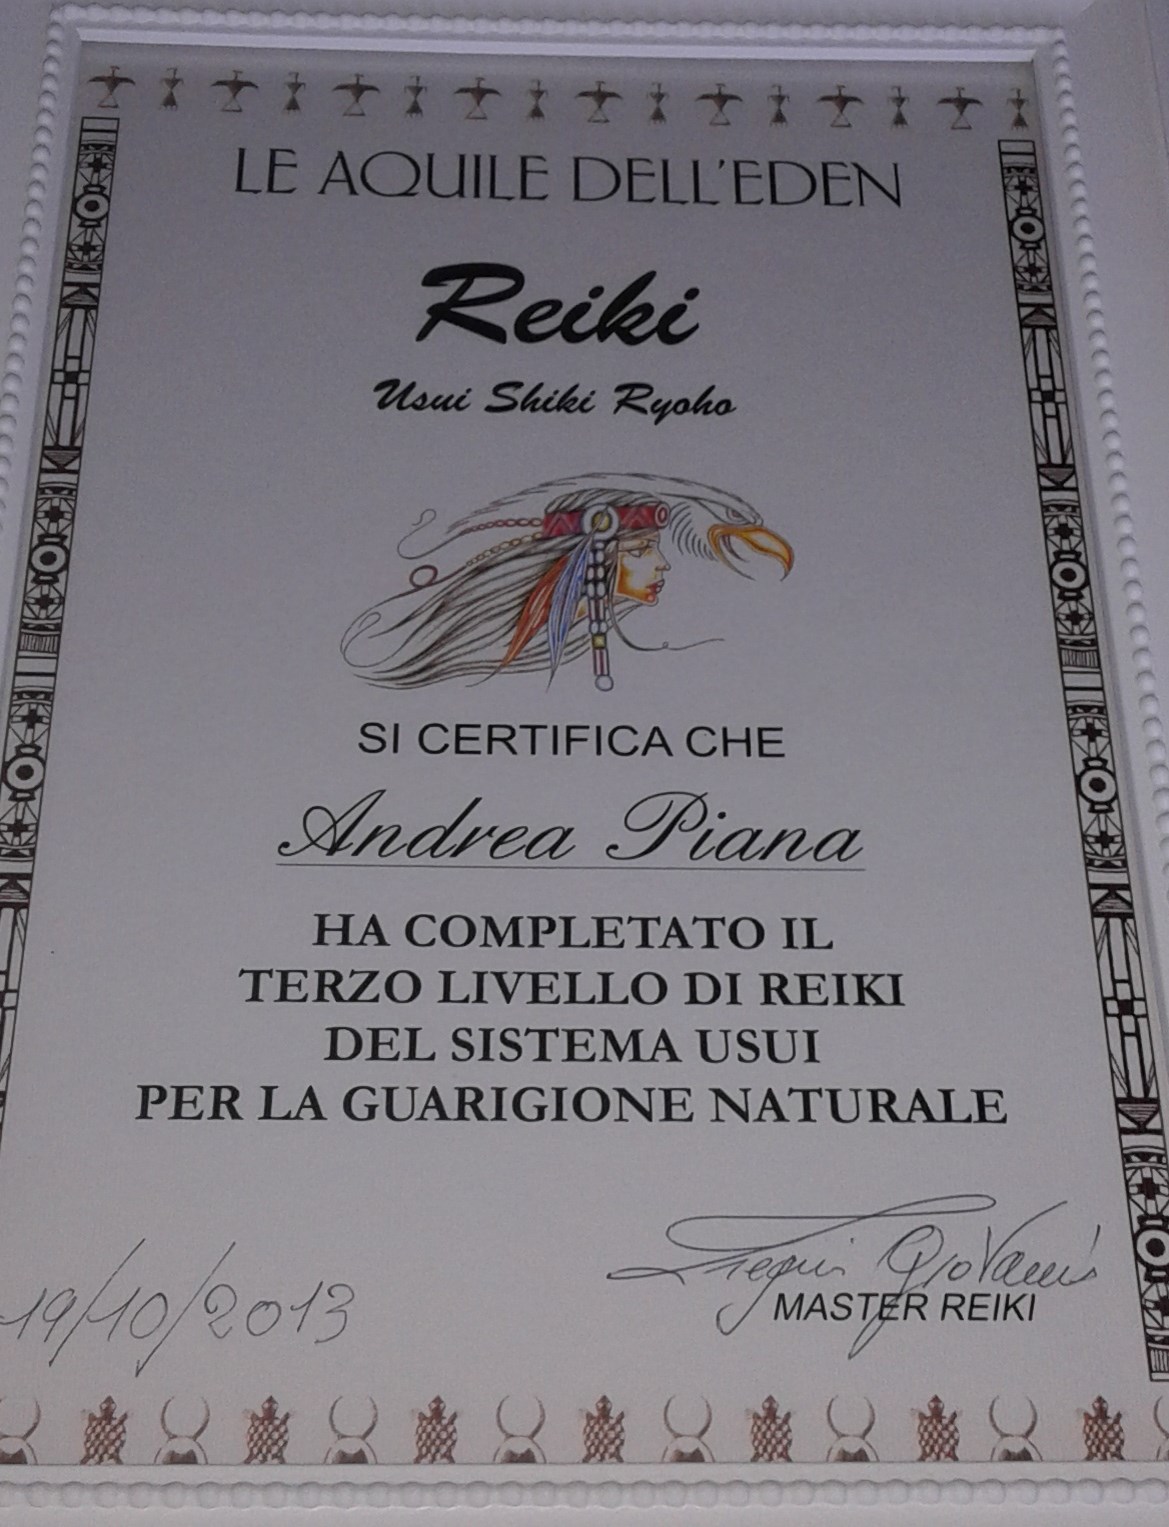 LE AQUILE DELL'EDEN
Reiki
Usui Shiki Ryoho
SI CERTIFICA CHE
Andrea Piana
HA COMPLETATO IL
TERZO LIVELLO DI REIKI
DEL SISTEMA USUI
PER LA GUARIGIONE NATURALE
19/10/2013
Giovanni
MASTER REIKI